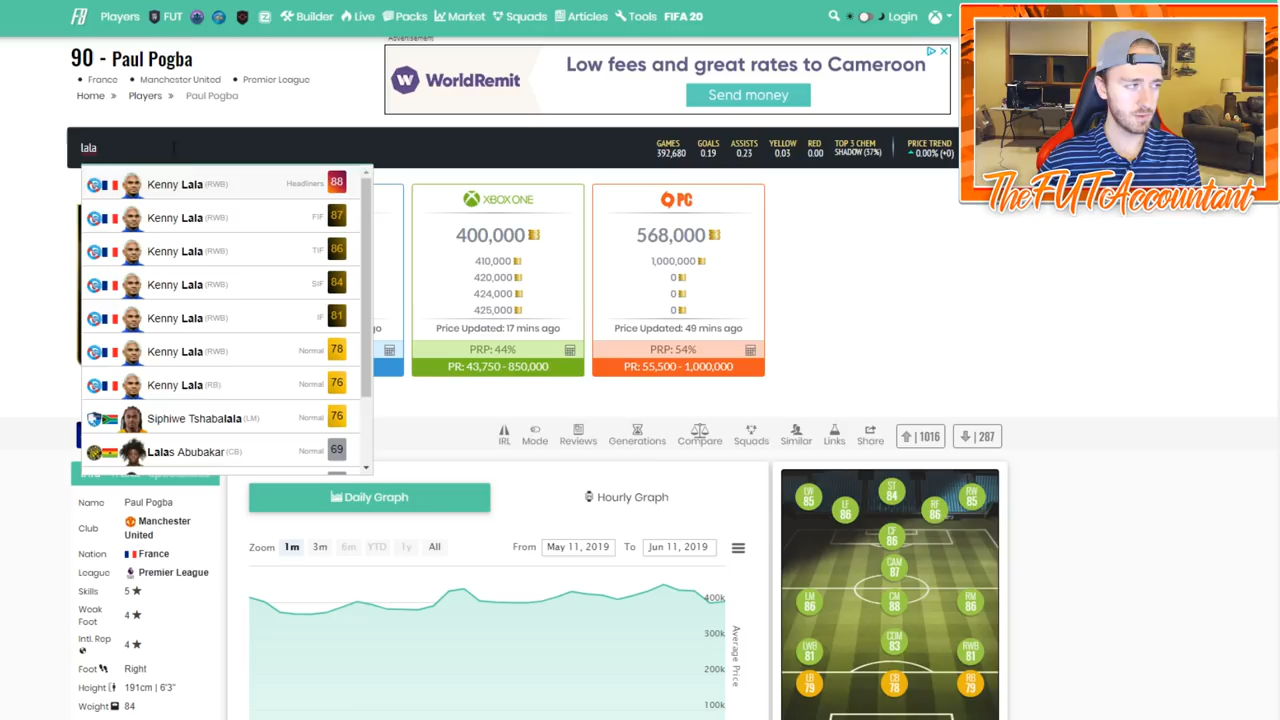 F8 Players FUT Builder Live Packs Market Squads Articles Tools FIFA 20 Login
90 - Paul Pogba
France Manchester United Premier League
Home » Players » Paul Pogba
Advertisement
W WorldRemit
Low fees and great rates to Cameroon
Send money
TheFUTAccountant
lala
GAMES 392,680
GOALS 0.19
ASSISTS 0.23
YELLOW 0.03
RED 0.00
TOP 3 CHEM SHADOW (37%)
PRICE TREND 0.00% (+0)
Kenny Lala (RWB) Headliners 88
Kenny Lala (RWB) FIF 87
Kenny Lala (RWB) TIF 86
Kenny Lala (RWB) SIF 84
Kenny Lala (RWB) IF 81
Kenny Lala (RWB) Normal 78
Kenny Lala (RB) Normal 76
Siphiwe Tshabalala (LM) Normal 76
Lalas Abubakar (CB) Normal 69
go
XBOX ONE
400,000
410,000
420,000
424,000
425,000
Price Updated: 17 mins ago
PRP: 44%
PR: 43,750 - 850,000
PC
568,000
1,000,000
0
0
0
Price Updated: 49 mins ago
PRP: 54%
PR: 55,500 - 1,000,000
IRL Mode Reviews Generations Compare Squads Similar Links Share
1016
287
Name Paul Pogba
Club Manchester United
Nation France
League Premier League
Skills 5 ★
Weak Foot 4 ★
Intl. Rep 4 ★
Foot Right
Height 191cm | 6'3"
Weight 84
Daily Graph
Hourly Graph
Zoom 1m 3m 6m YTD 1y All
From May 11, 2019 To Jun 11, 2019
400k
300k
200k
100k
Average Price
LW 85
LF 86
ST 84
RF 86
RW 85
CF 86
CAM 87
LM 86
CM 88
RM 86
CDM 83
LWB 81
RWB 81
LB 79
CB 78
RB 79